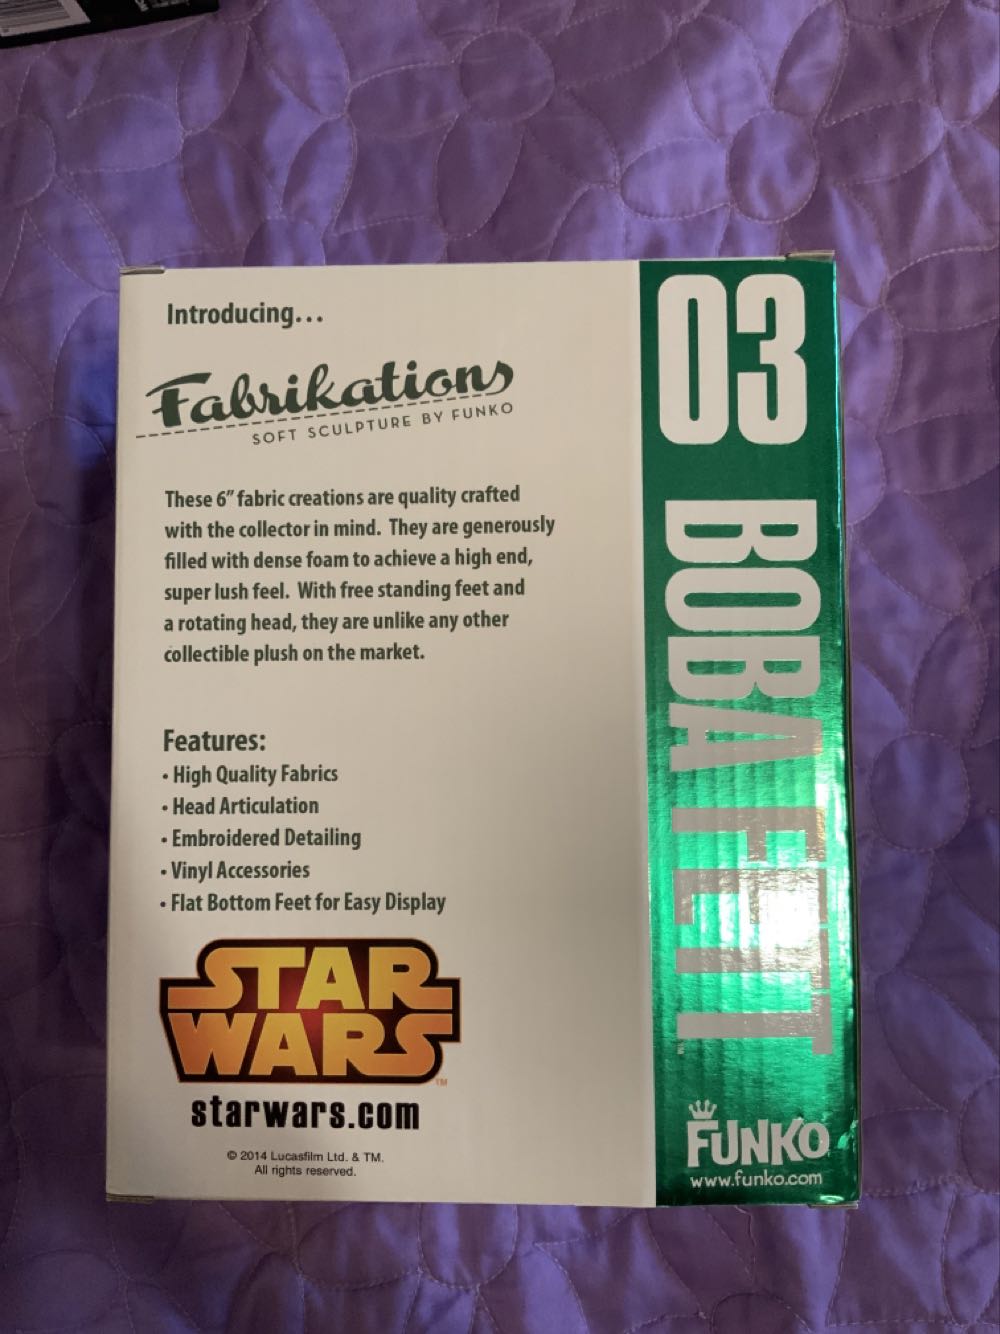 Introducing...
Fabrikations
SOFT SCULPTURE BY FUNKO
These 6" fabric creations are quality crafted
with the collector in mind. They are generously
filled with dense foam to achieve a high end,
super lush feel. With free standing feet and
a rotating head, they are unlike any other
collectible plush on the market.
Features:
• High Quality Fabrics
• Head Articulation
• Embroidered Detailing
• Vinyl Accessories
• Flat Bottom Feet for Easy Display
STAR
WARS™
starwars.com
© 2014 Lucasfilm Ltd. & TM.
All rights reserved.
03
BOBA FETT™
FUNKO
www.funko.com